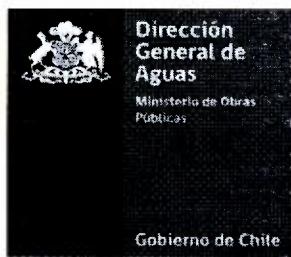 Dirección
General de
Aguas
Ministerio de Obras
Públicas
Gobierno de Chile